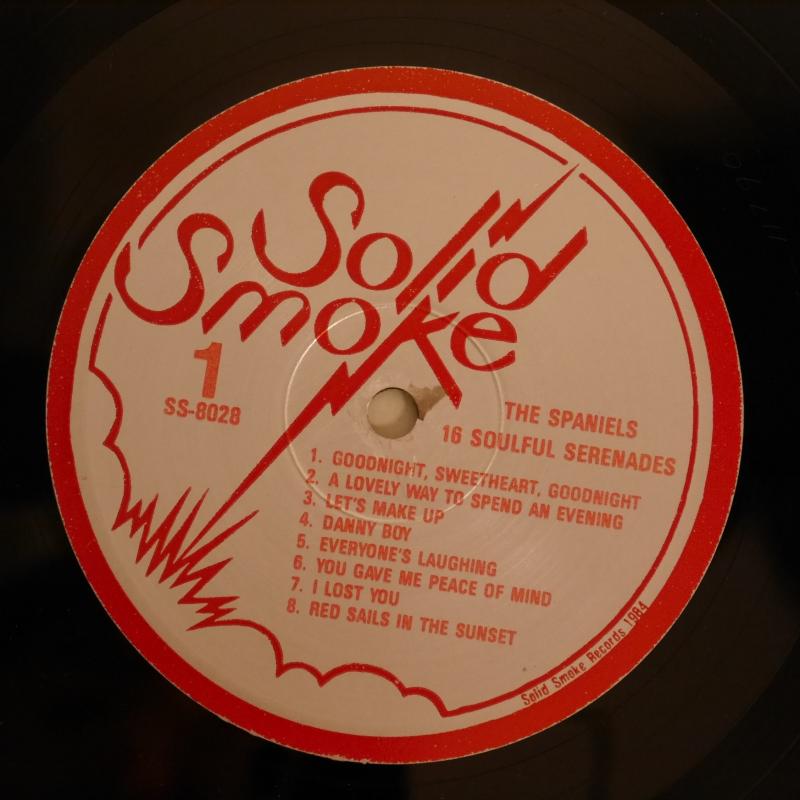 Solid
Smoke
1
SS-8028
THE SPANIELS
16 SOULFUL SERENADES
1. GOODNIGHT, SWEETHEART, GOODNIGHT
2. A LOVELY WAY TO SPEND AN EVENING
3. LET'S MAKE UP
4. DANNY BOY
5. EVERYONE'S LAUGHING
6. YOU GAVE ME PEACE OF MIND
7. I LOST YOU
8. RED SAILS IN THE SUNSET
Solid Smoke Records 1984